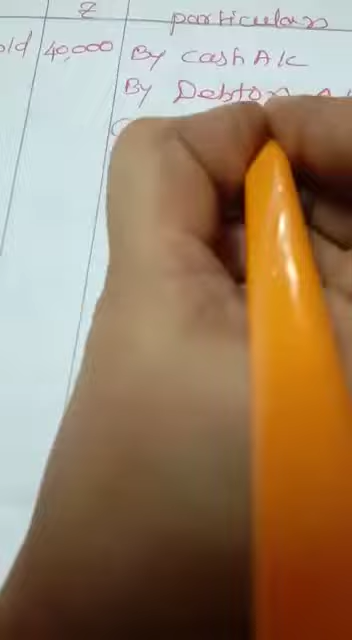 ₹ particulars
old 40,000 By Cash A/c
By Debtors